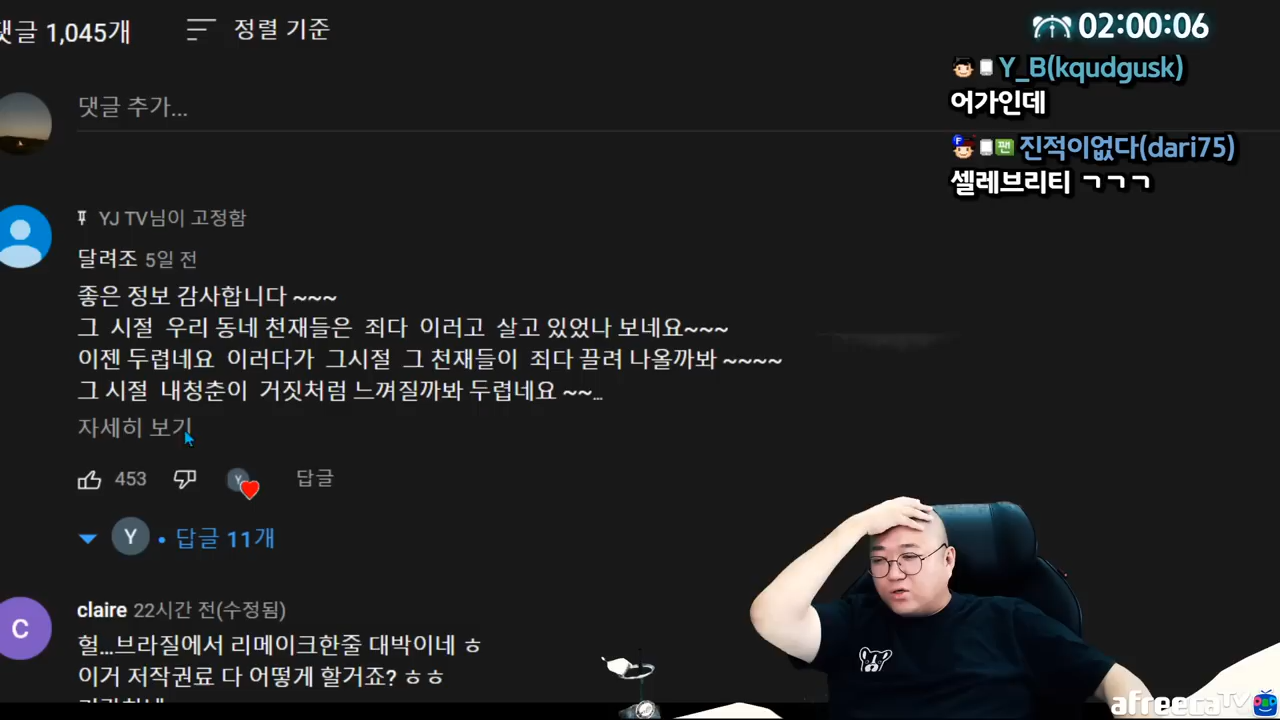 댓글 1,045개
정렬 기준
02:00:06
Y_B(kqudgusk)
어가인데
팬
진적이없다(dari75)
셀레브리티 ㄱㄱㄱ
댓글 추가...
YJ TV님이 고정함
달려조 5일 전
좋은 정보 감사합니다 ~~~
그 시절 우리 동네 천재들은 죄다 이러고 살고 있었나 보네요~~~
이젠 두렵네요 이러다가 그시절 그 천재들이 죄다 끌려 나올까봐 ~~~~
그 시절 내청춘이 거짓처럼 느껴질까봐 두렵네요 ~~...
자세히 보기
453
Y
답글
Y • 답글 11개
C
claire 22시간 전(수정됨)
헐...브라질에서 리메이크한줄 대박이네 ㅎ
이거 저작권료 다 어떻게 할거죠? ㅎㅎ
afreecaTV